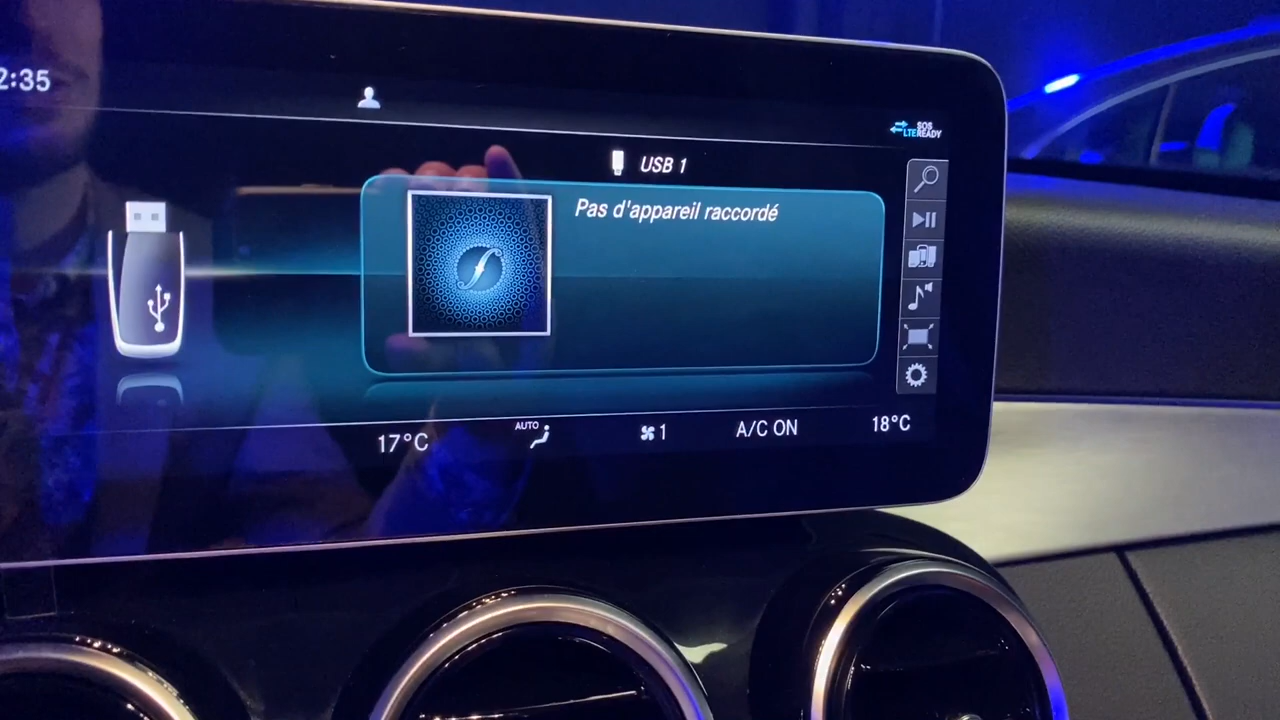 2:35
SOS
LTE READY
USB 1
Pas d'appareil raccordé
17°C
AUTO
1
A/C ON
18°C